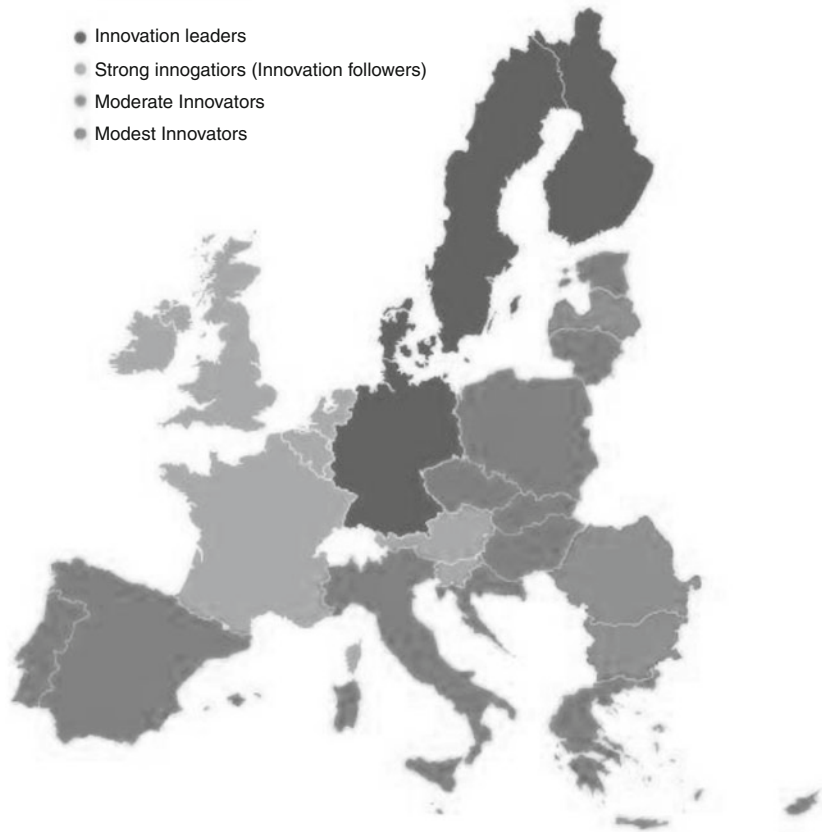 Innovation leaders
Strong innogatiors (Innovation followers)
Moderate Innovators
Modest Innovators